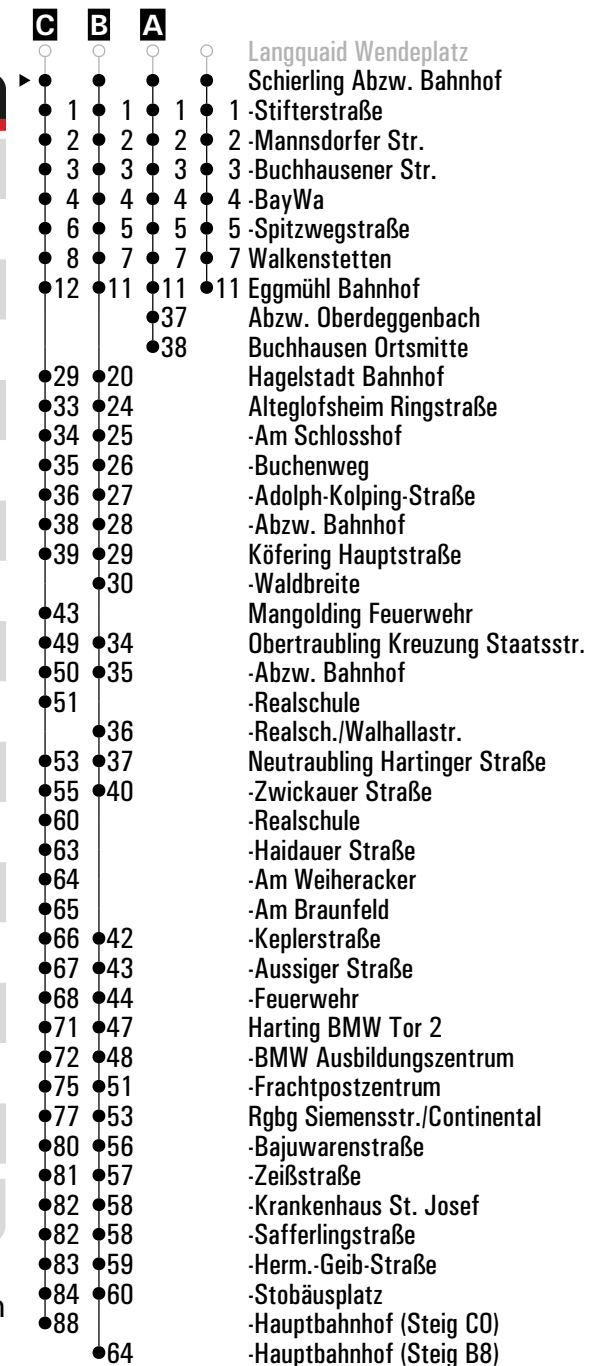 C B A
Langquaid Wendeplatz
Schierling Abzw. Bahnhof
1 1 1 1 -Stifterstraße
2 2 2 2 -Mannsdorfer Str.
3 3 3 3 -Buchhausener Str.
4 4 4 4 -BayWa
6 5 5 5 -Spitzwegstraße
8 7 7 7 Walkenstetten
12 11 11 11 Eggmühl Bahnhof
37 Abzw. Oberdeggenbach
38 Buchhausen Ortsmitte
29 20 Hagelstadt Bahnhof
33 24 Alteglofsheim Ringstraße
34 25 -Am Schlosshof
35 26 -Buchenweg
36 27 -Adolph-Kolping-Straße
38 28 -Abzw. Bahnhof
39 29 Köfering Hauptstraße
30 -Waldbreite
43 Mangolding Feuerwehr
49 34 Obertraubling Kreuzung Staatsstr.
50 35 -Abzw. Bahnhof
51 -Realschule
36 -Realsch./Walhallastr.
53 37 Neutraubling Hartinger Straße
55 40 -Zwickauer Straße
60 -Realschule
63 -Haidauer Straße
64 -Am Weiheracker
65 -Am Braunfeld
66 42 -Keplerstraße
67 43 -Aussiger Straße
68 44 -Feuerwehr
71 47 Harting BMW Tor 2
72 48 -BMW Ausbildungszentrum
75 51 -Frachtpostzentrum
77 53 Rgbg Siemensstr./Continental
80 56 -Bajuwarenstraße
81 57 -Zeißstraße
82 58 -Krankenhaus St. Josef
82 58 -Safferlingstraße
83 59 -Herm.-Geib-Straße
84 60 -Stobäusplatz
88 -Hauptbahnhof (Steig C0)
64 -Hauptbahnhof (Steig B8)